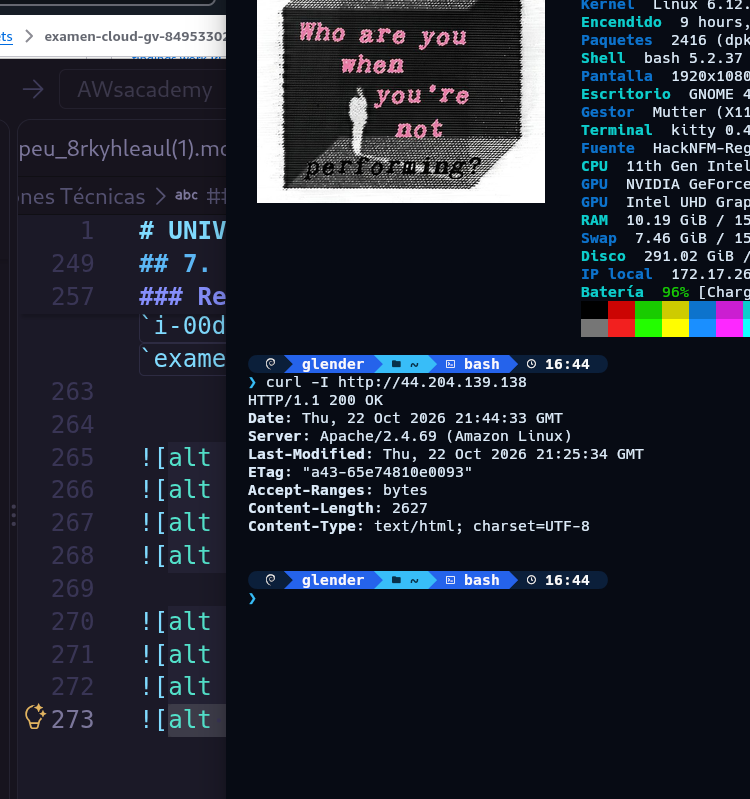 ets > examen-cloud-gv-84953302
AWsacademy
peu_8rkyhleaul(1).mc
nes Técnicas > abc ##
1 # UNIV
249 ## 7.
257 ### Re
`i-00d
`exame
263
264
265 ![alt
266 ![alt
267 ![alt
268 ![alt
269
270 ![alt
271 ![alt
272 ![alt
273 ![alt
Who are you
when
you're
not
performing?
Kernel Linux 6.12.
Encendido 9 hours,
Paquetes 2416 (dpk
Shell bash 5.2.37
Pantalla 1920x1080
Escritorio GNOME 4
Gestor Mutter (X11
Terminal kitty 0.4
Fuente HackNFM-Reg
CPU 11th Gen Intel
GPU NVIDIA GeForce
GPU Intel UHD Grap
RAM 10.19 GiB / 15
Swap 7.46 GiB / 15
Disco 291.02 GiB /
IP local 172.17.26
Batería 96% [Charg
glender ~ bash 16:44
❯ curl -I http://44.204.139.138
HTTP/1.1 200 OK
Date: Thu, 22 Oct 2026 21:44:33 GMT
Server: Apache/2.4.69 (Amazon Linux)
Last-Modified: Thu, 22 Oct 2026 21:25:34 GMT
ETag: "a43-65e74810e0093"
Accept-Ranges: bytes
Content-Length: 2627
Content-Type: text/html; charset=UTF-8
glender ~ bash 16:44
❯